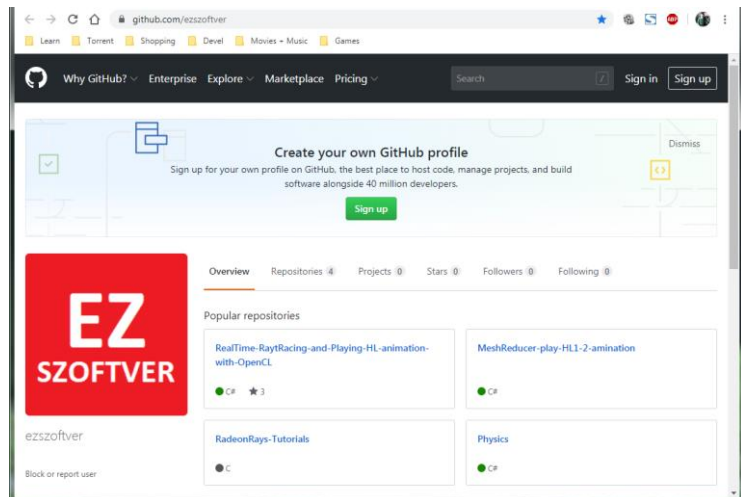 github.com/ezszoftver
Learn Torrent Shopping Devel Movies + Music Games
Why GitHub? Enterprise Explore Marketplace Pricing Search / Sign in Sign up
Dismiss
Create your own GitHub profile
Sign up for your own profile on GitHub, the best place to host code, manage projects, and build
software alongside 40 million developers.
Sign up
EZ
SZOFTVER
Overview Repositories 4 Projects 0 Stars 0 Followers 0 Following 0
Popular repositories
RealTime-RaytRacing-and-Playing-HL-animation-
with-OpenCL
C# 3
MeshReducer-play-HL1-2-amination
C#
RadeonRays-Tutorials
C
Physics
C#
ezszoftver
Block or report user